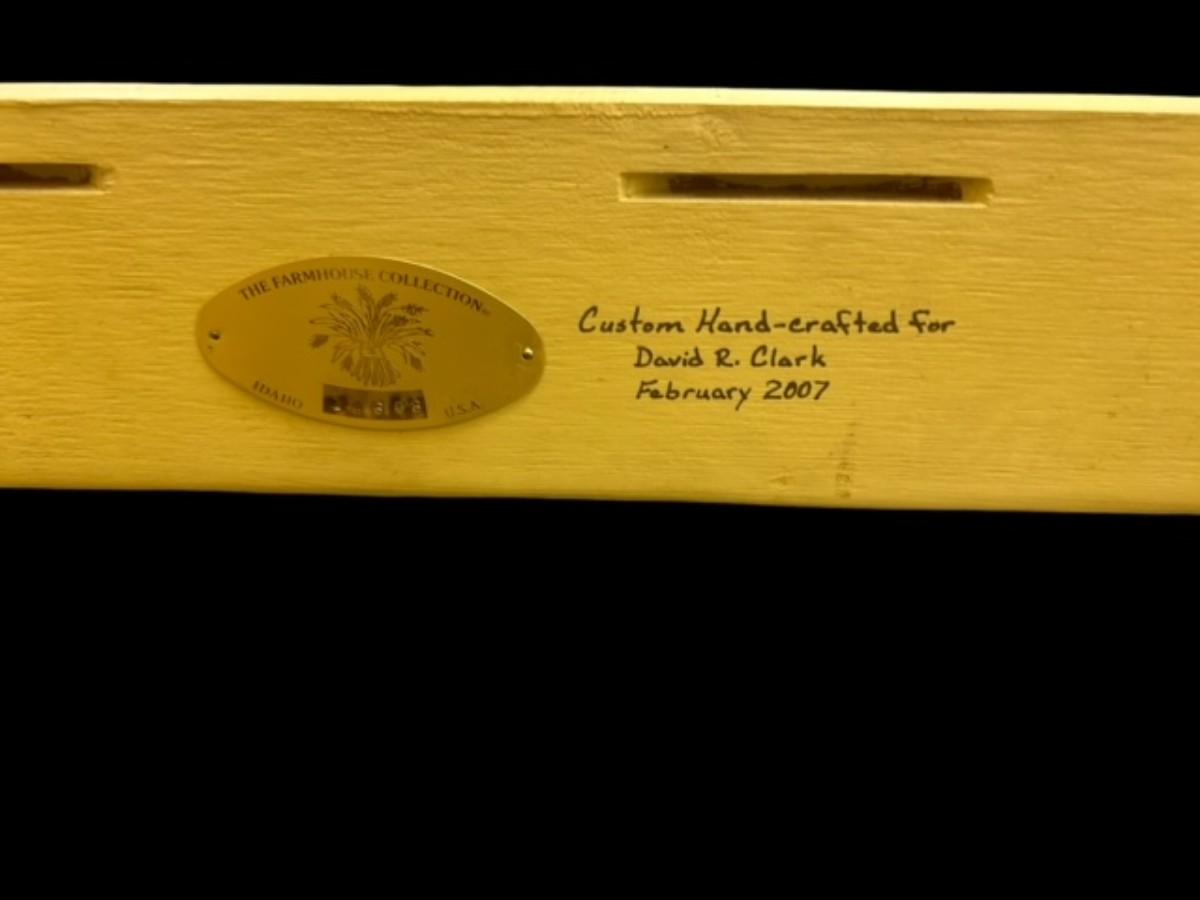 THE FARMHOUSE COLLECTION
IDAHO
U.S.A.
Custom Hand-crafted for
David R. Clark
February 2007